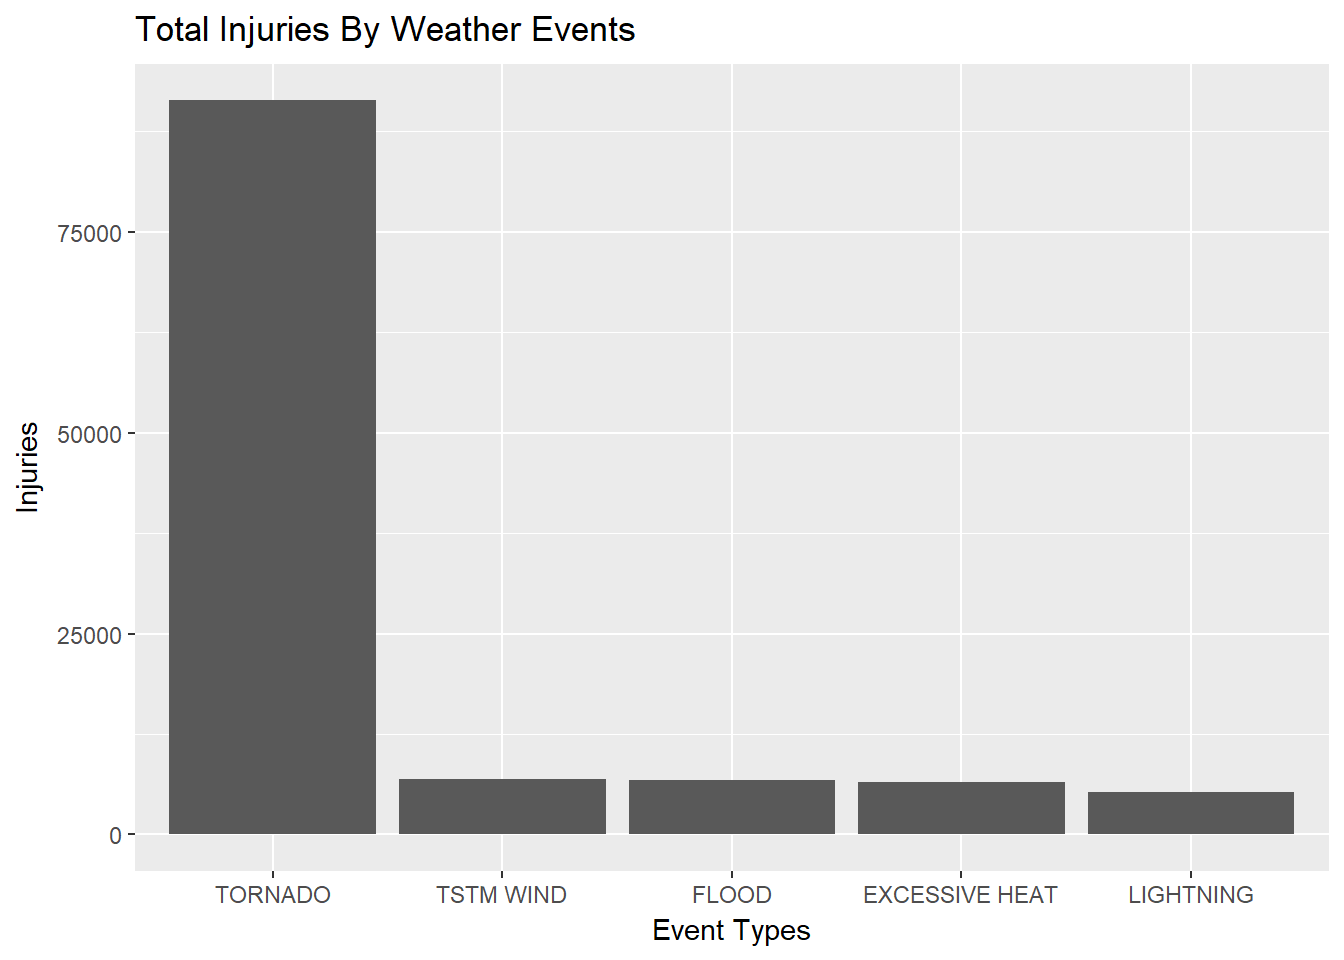 Total Injuries By Weather Events
Injuries
75000
50000
25000
0
TORNADO
TSTM WIND
FLOOD
EXCESSIVE HEAT
LIGHTNING
Event Types